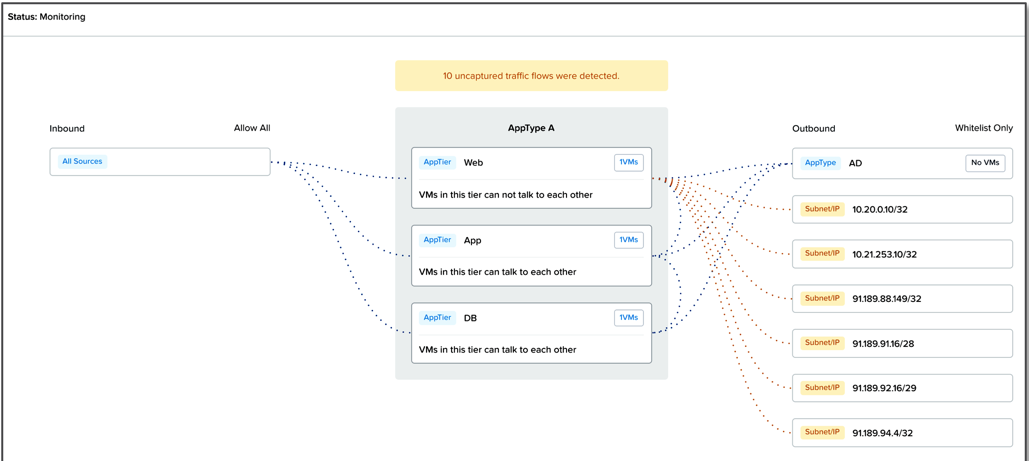 Status: Monitoring
10 uncaptured traffic flows were detected.
Inbound Allow All
All Sources
AppType A
AppTier Web 1VMs
VMs in this tier can not talk to each other
AppTier App 1VMs
VMs in this tier can talk to each other
AppTier DB 1VMs
VMs in this tier can talk to each other
Outbound Whitelist Only
AppType AD No VMs
Subnet/IP 10.20.0.10/32
Subnet/IP 10.21.253.10/32
Subnet/IP 91.189.88.149/32
Subnet/IP 91.189.91.16/28
Subnet/IP 91.189.92.16/29
Subnet/IP 91.189.94.4/32